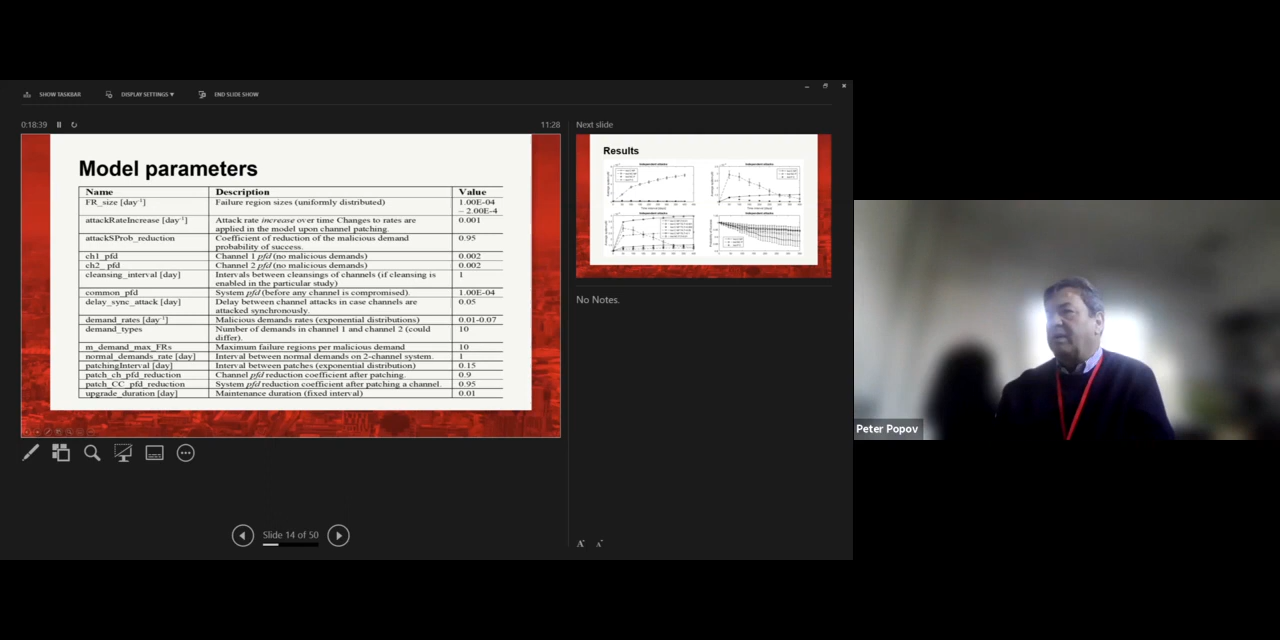 SHOW TASKBAR
DISPLAY SETTINGS ▼
END SLIDE SHOW
0:18:39
11:28
Next slide
Model parameters
Name Description Value
FR_size [day⁻¹] Failure region sizes (uniformly distributed) 1.00E-04
– 2.00E-4
attackRateIncrease [day⁻¹] Attack rate increase over time Changes to rates are 0.001
applied in the model upon channel patching.
attackSProb_reduction Coefficient of reduction of the malicious demand 0.95
probability of success.
ch1_pfd Channel 1 pfd (no malicious demands) 0.002
ch2_ pfd Channel 2 pfd (no malicious demands) 0.002
cleansing_interval [day] Intervals between cleansings of channels (if cleansing is 1
enabled in the particular study)
common_pfd System pfd (before any channel is compromised). 1.00E-04
delay_sync_attack [day] Delay between channel attacks in case channels are 0.05
attacked synchronously.
demand_rates [day⁻¹] Malicious demands rates (exponential distributions) 0.01-0.07
demand_types Number of demands in channel 1 and channel 2 (could 10
differ).
m_demand_max_FRs Maximum failure regions per malicious demand 10
normal_demands_rate [day] Interval between normal demands on 2-channel system. 1
patchingInterval [day] Interval between patches (exponential distribution) 0.15
patch_ch_pfd_reduction Channel pfd reduction coefficient after patching. 0.9
patch_CC_pfd_reduction System pfd reduction coefficient after patching a channel. 0.95
upgrade_duration [day] Maintenance duration (fixed interval) 0.01
Results
No Notes.
Slide 14 of 50
A A
Peter Popov